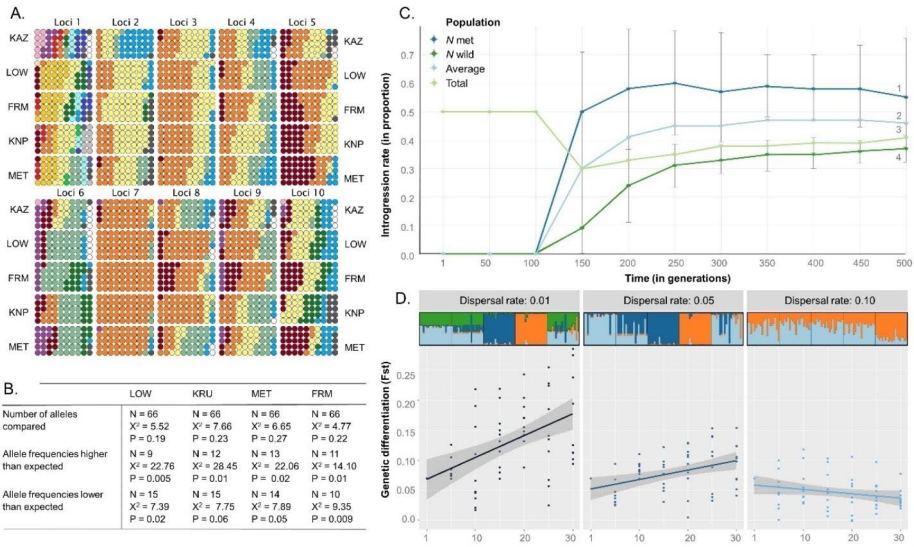 A.
Loci 1 Loci 2 Loci 3 Loci 4 Loci 5
KAZ KAZ
LOW LOW
FRM FRM
KNP KNP
MET MET
Loci 6 Loci 7 Loci 8 Loci 9 Loci 10
KAZ KAZ
LOW LOW
FRM FRM
KNP KNP
MET MET
B.
LOW KRU MET FRM
Number of alleles N = 66 N = 66 N = 66 N = 66
compared X² = 5.52 X² = 7.66 X² = 6.65 X² = 4.77
P = 0.19 P = 0.23 P = 0.27 P = 0.22
Allele frequencies higher N = 9 N = 12 N = 13 N = 11
than expected X² = 22.76 X² = 28.45 X² = 22.06 X² = 14.10
P = 0.005 P = 0.01 P = 0.02 P = 0.01
Allele frequencies lower N = 15 N = 15 N = 14 N = 10
than expected X² = 7.39 X² = 7.75 X² = 7.89 X² = 9.35
P = 0.02 P = 0.06 P = 0.05 P = 0.009
C.
Population
N met
N wild
Average
Total
Introgression rate (in proportion)
0.7
0.6
0.5
0.4
0.3
0.2
0.1
0.0
1
2
3
4
1 50 100 150 200 250 300 350 400 450 500
Time (in generations)
D.
Dispersal rate: 0.01 Dispersal rate: 0.05 Dispersal rate: 0.10
Genetic differentiation (Fst)
0.25
0.20
0.15
0.10
0.05
0.0
1 10 20 30 1 10 20 30 1 10 20 30